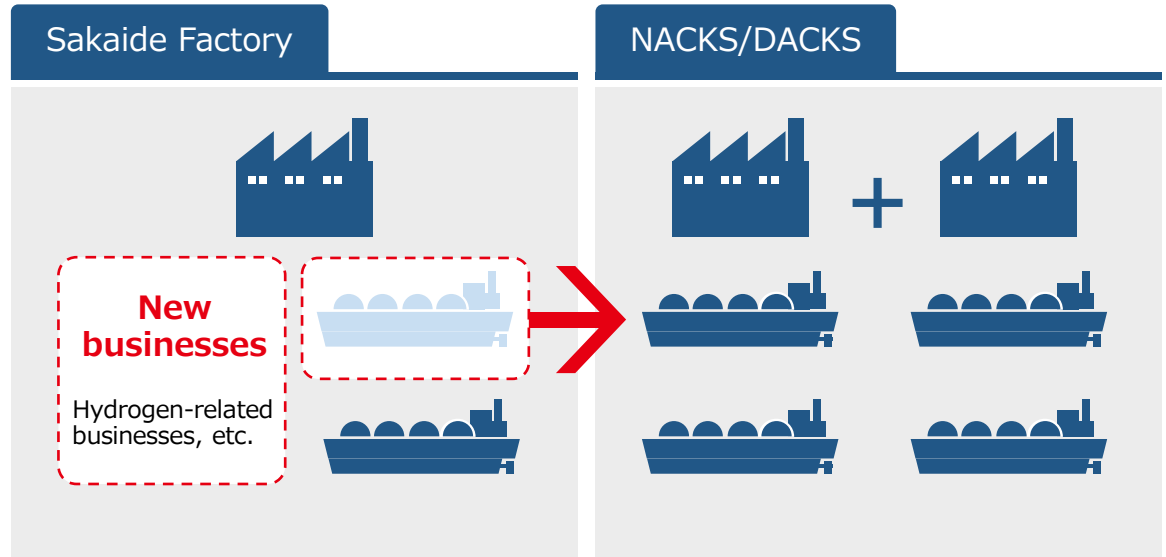 Sakaide Factory
NACKS/DACKS
New
businesses
Hydrogen-related
businesses, etc.